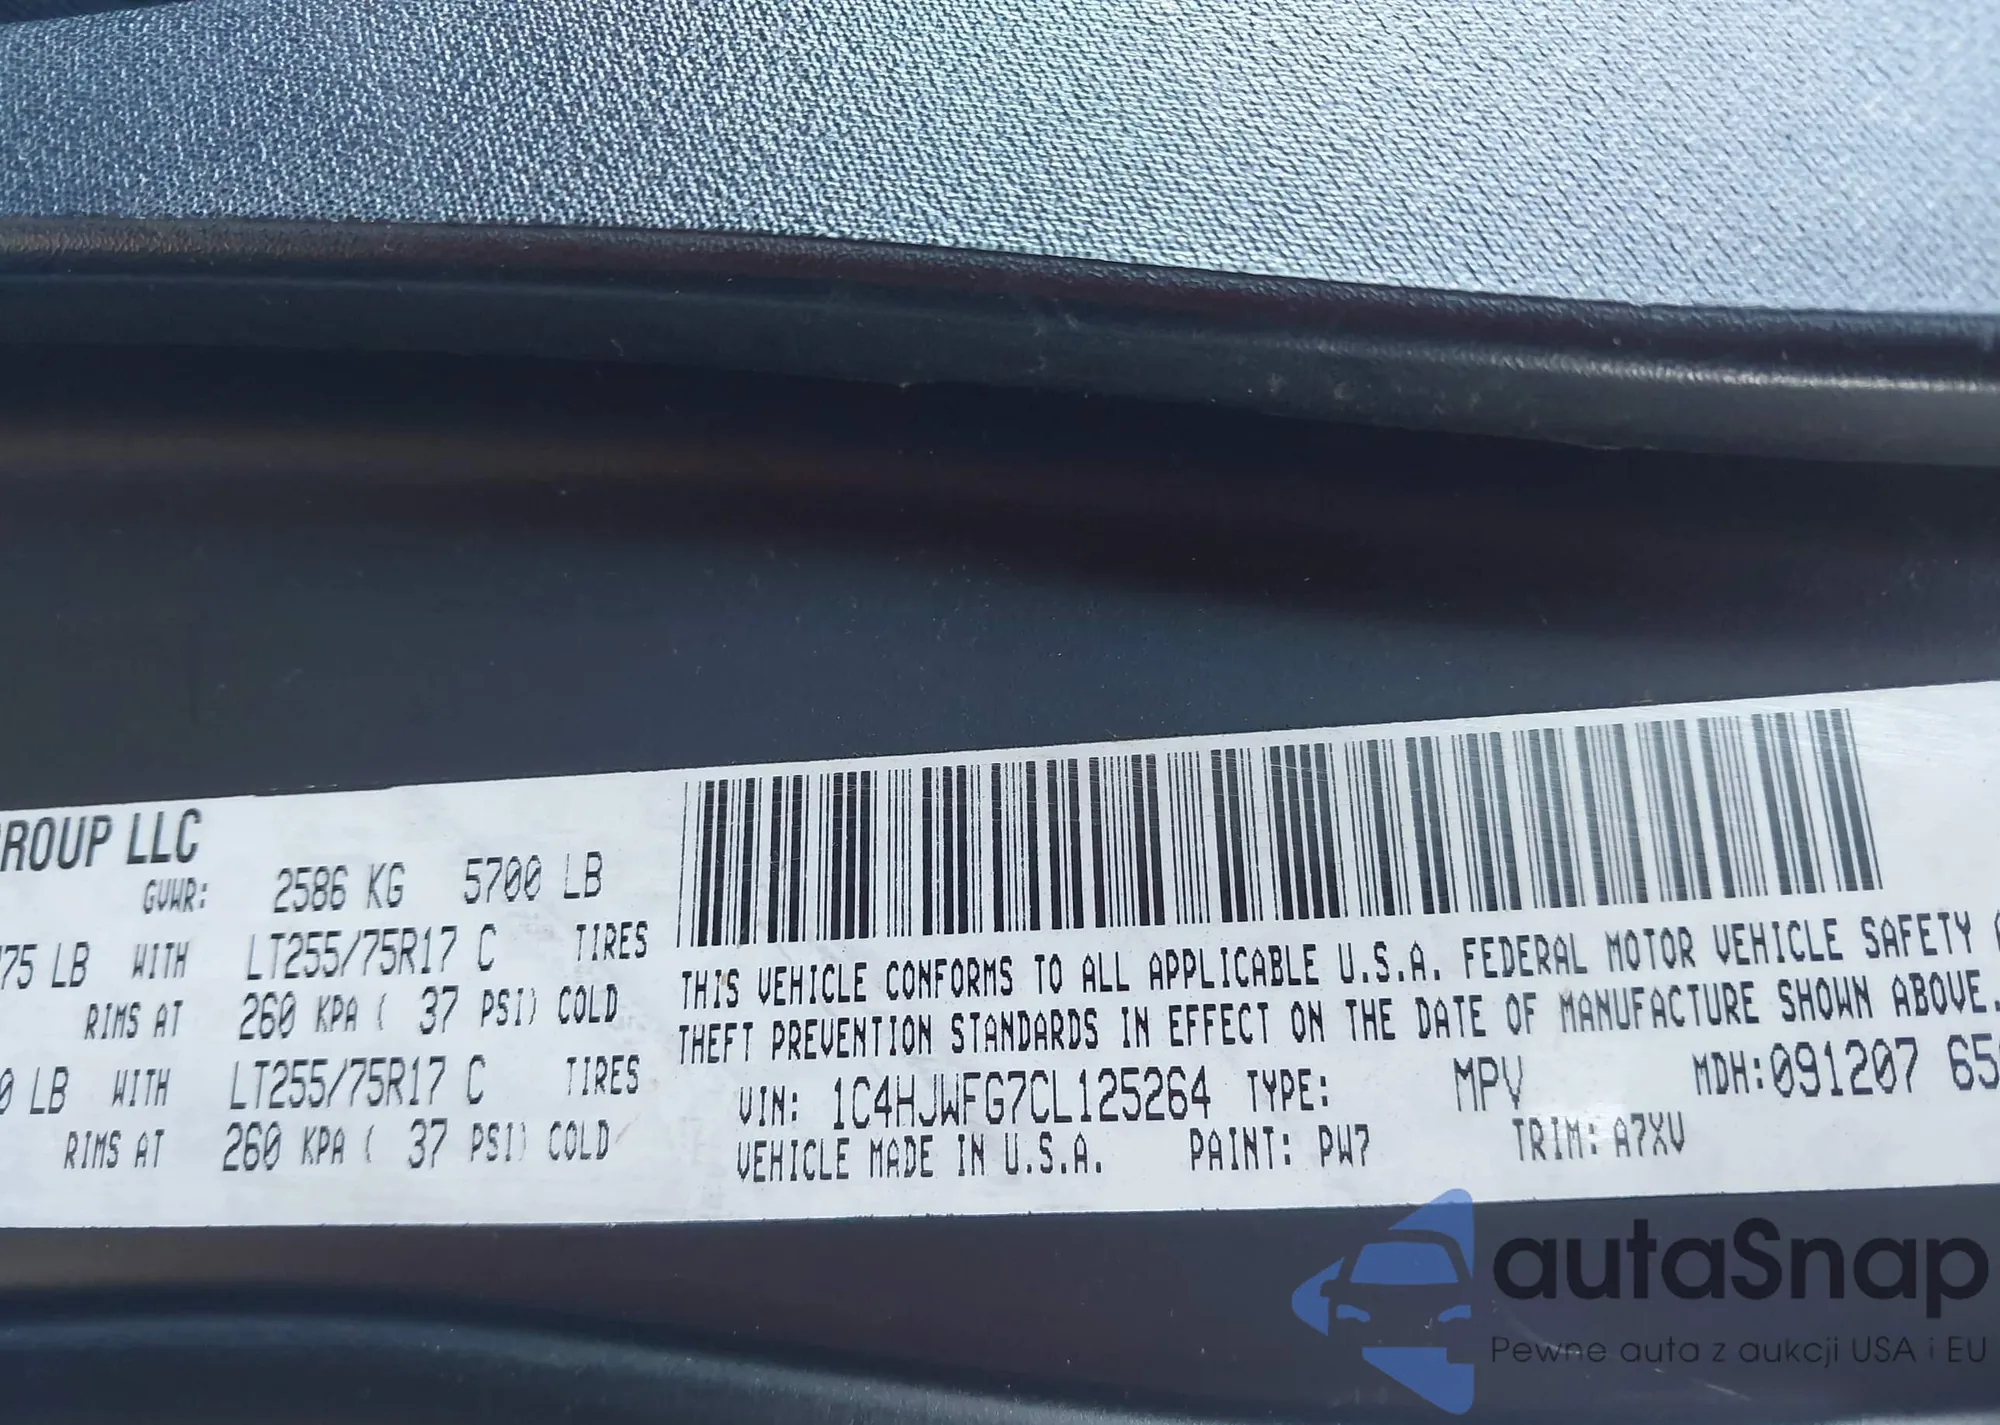 ROUP LLC
GVWR: 2586 KG 5700 LB
75 LB WITH LT255/75R17 C TIRES
RIMS AT 260 KPA ( 37 PSI) COLD
0 LB WITH LT255/75R17 C TIRES
RIMS AT 260 KPA ( 37 PSI) COLD
THIS VEHICLE CONFORMS TO ALL APPLICABLE U.S.A. FEDERAL MOTOR VEHICLE SAFETY
THEFT PREVENTION STANDARDS IN EFFECT ON THE DATE OF MANUFACTURE SHOWN ABOVE.
VIN: 1C4HJWFG7CL125264 TYPE: MPV MDH:091207 65
VEHICLE MADE IN U.S.A. PAINT: PW7 TRIM: A7XV
autaSnap
Pewne auta z aukcji USA i EU